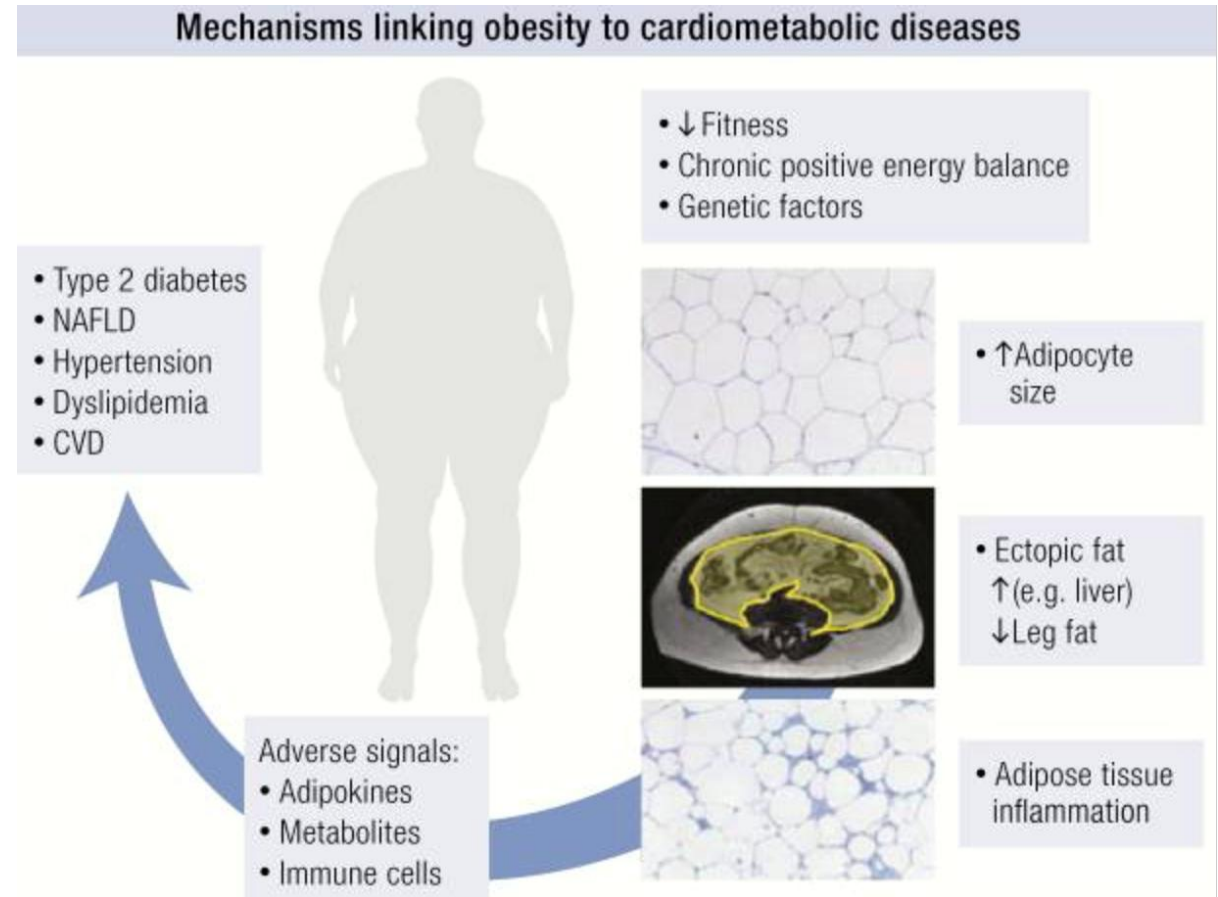 Mechanisms linking obesity to cardiometabolic diseases
• ↓Fitness
• Chronic positive energy balance
• Genetic factors
• Type 2 diabetes
• NAFLD
• Hypertension
• Dyslipidemia
• CVD
• ↑Adipocyte
size
• Ectopic fat
↑(e.g. liver)
↓Leg fat
• Adipose tissue
inflammation
Adverse signals:
• Adipokines
• Metabolites
• Immune cells